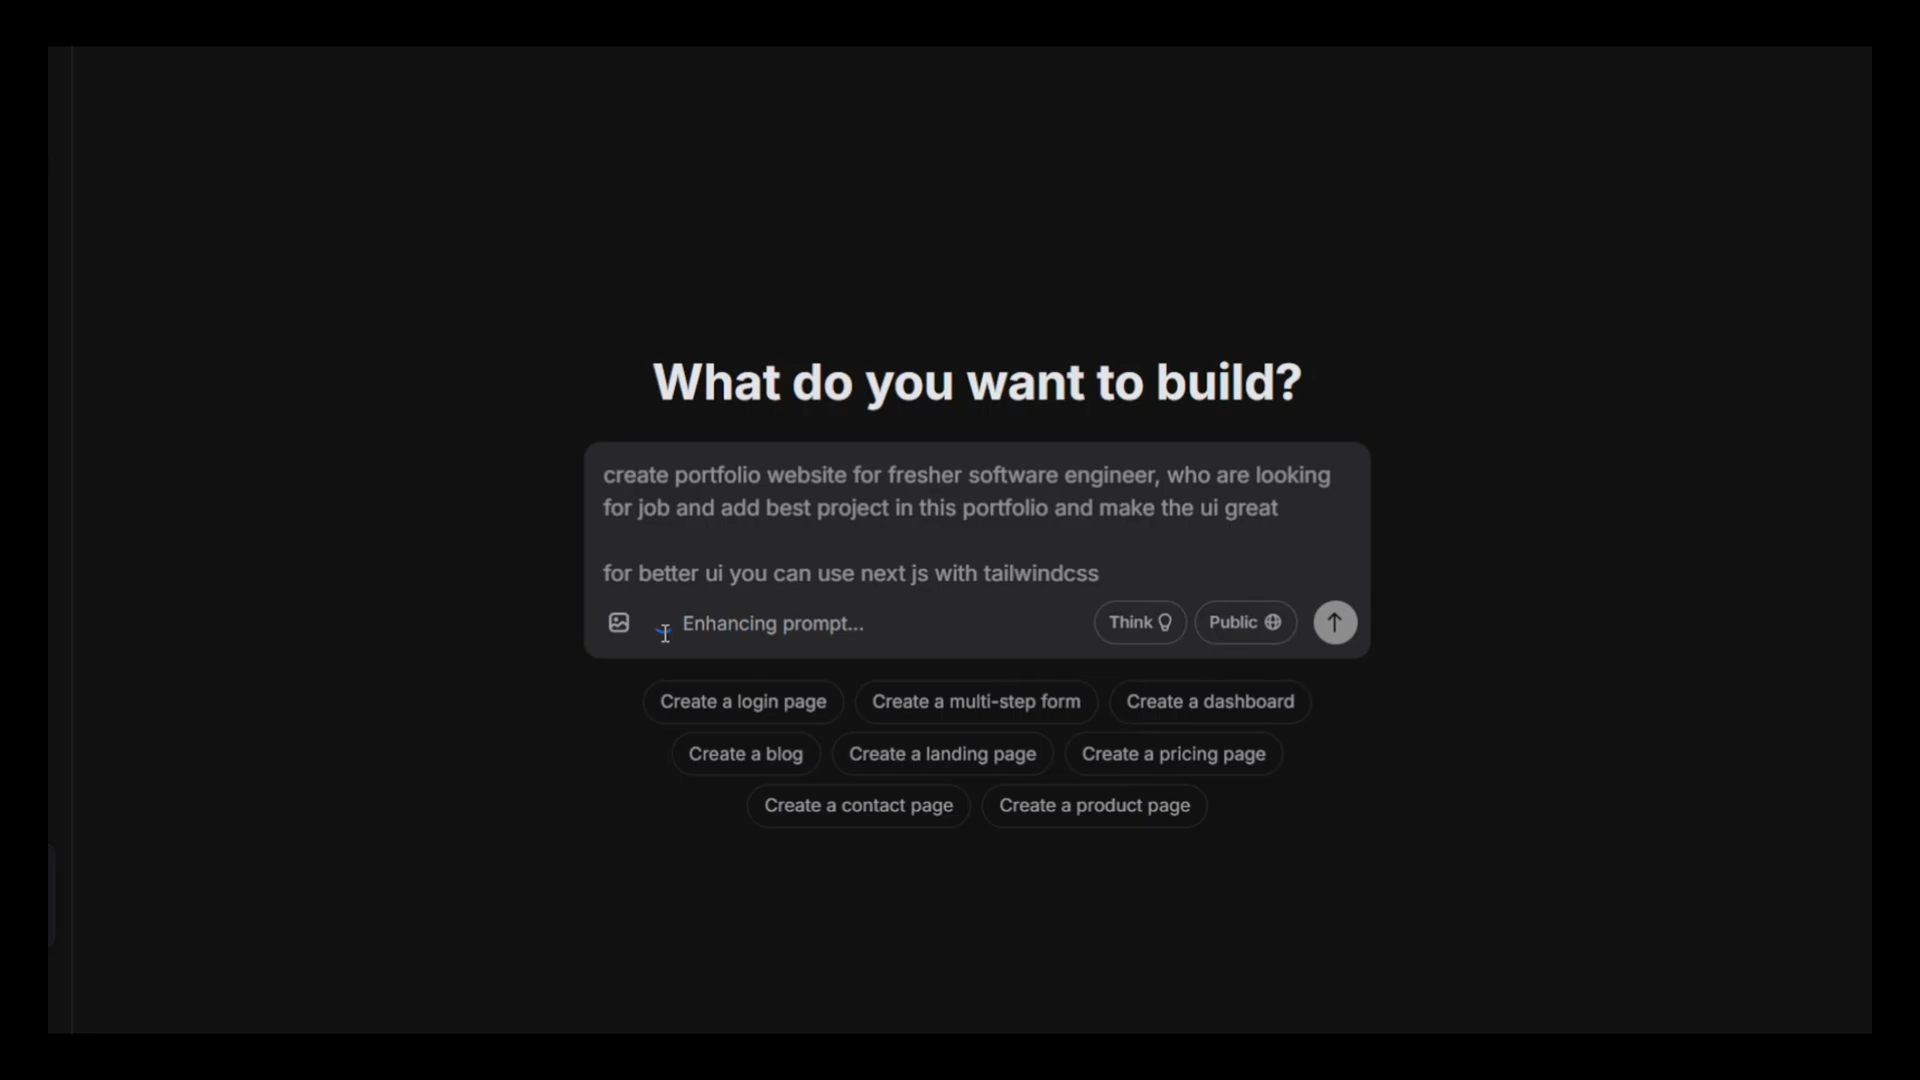 What do you want to build?
create portfolio website for fresher software engineer, who are looking
for job and add best project in this portfolio and make the ui great
for better ui you can use next js with tailwindcss
Enhancing prompt...
Think
Public
Create a login page
Create a multi-step form
Create a dashboard
Create a blog
Create a landing page
Create a pricing page
Create a contact page
Create a product page